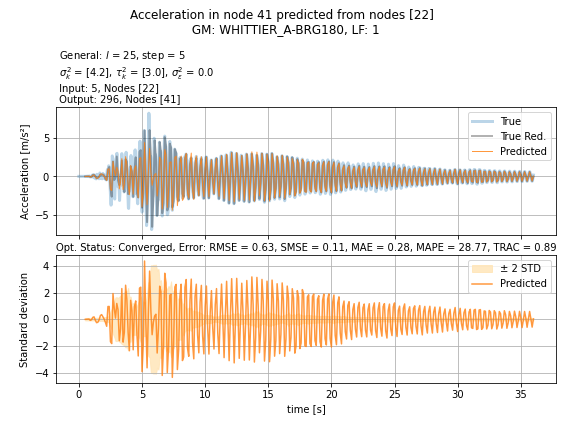 Acceleration in node 41 predicted from nodes [22]
GM: WHITTIER_A-BRG180, LF: 1
General: l = 25, step = 5
σ²ₖ = [4.2], τ²ₖ = [3.0], σ²ε = 0.0
Input: 5, Nodes [22]
Output: 296, Nodes [41]
Acceleration [m/s²]
5
0
−5
True
True Red.
Predicted
Opt. Status: Converged, Error: RMSE = 0.63, SMSE = 0.11, MAE = 0.28, MAPE = 28.77, TRAC = 0.89
Standard deviation
4
2
0
−2
−4
± 2 STD
Predicted
0 5 10 15 20 25 30 35
time [s]